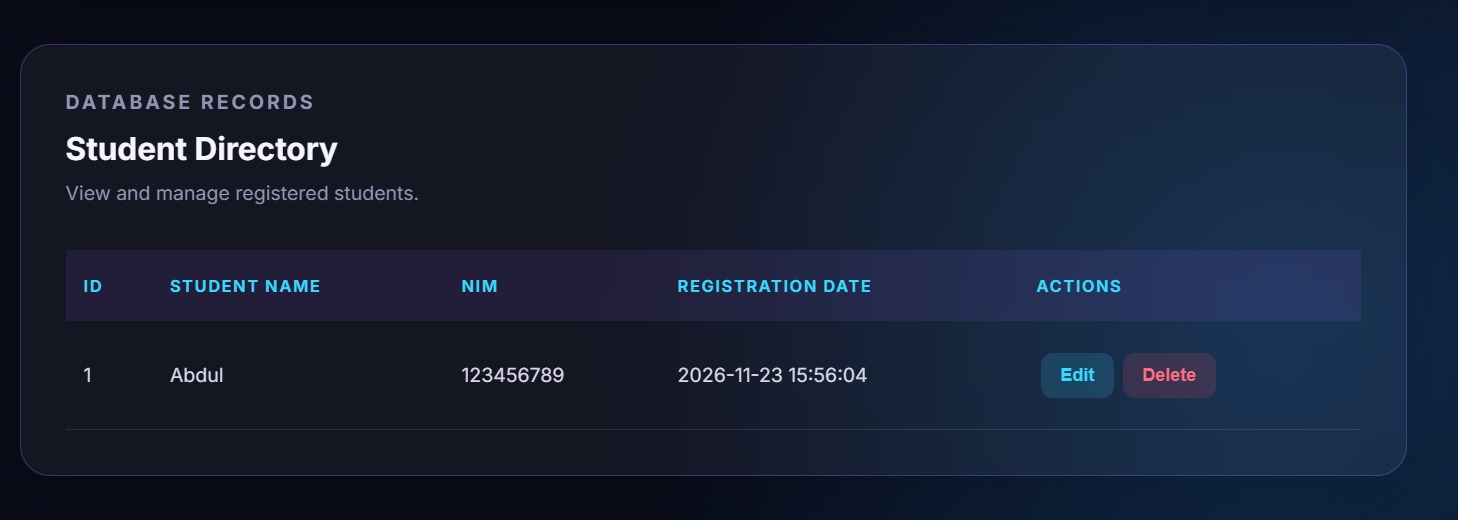 DATABASE RECORDS
Student Directory
View and manage registered students.
ID STUDENT NAME NIM REGISTRATION DATE ACTIONS
1 Abdul 123456789 2026-11-23 15:56:04 Edit Delete